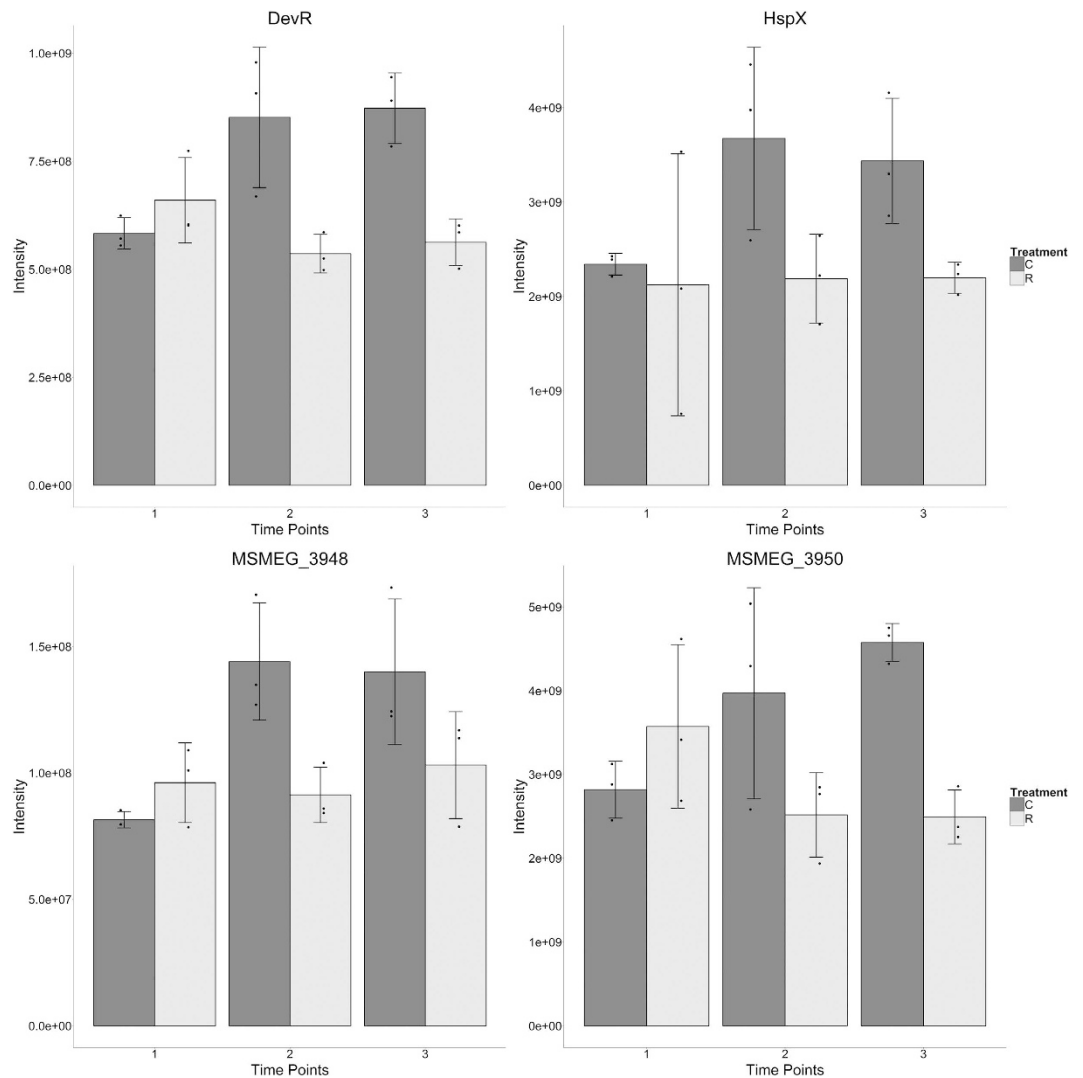 DevR
Intensity
1.0e+09
7.5e+08
5.0e+08
2.5e+08
0.0e+00
1 2 3
Time Points
HspX
Intensity
4e+09
3e+09
2e+09
1e+09
0e+00
1 2 3
Time Points
Treatment
C
R
MSMEG_3948
Intensity
1.5e+08
1.0e+08
5.0e+07
0.0e+00
1 2 3
Time Points
MSMEG_3950
Intensity
5e+09
4e+09
3e+09
2e+09
1e+09
0e+00
1 2 3
Time Points
Treatment
C
R